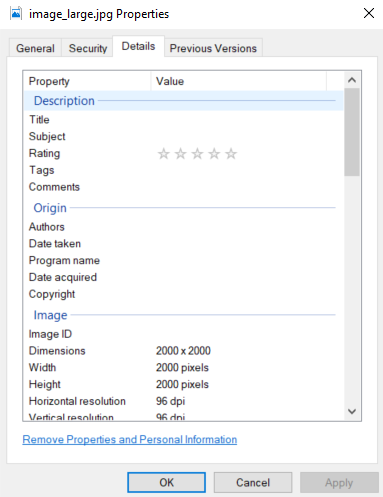 image_large.jpg Properties
General Security Details Previous Versions
Property Value
Description
Title
Subject
Rating
Tags
Comments
Origin
Authors
Date taken
Program name
Date acquired
Copyright
Image
Image ID
Dimensions 2000 x 2000
Width 2000 pixels
Height 2000 pixels
Horizontal resolution 96 dpi
Vertical resolution 96 dpi
Remove Properties and Personal Information
OK Cancel Apply